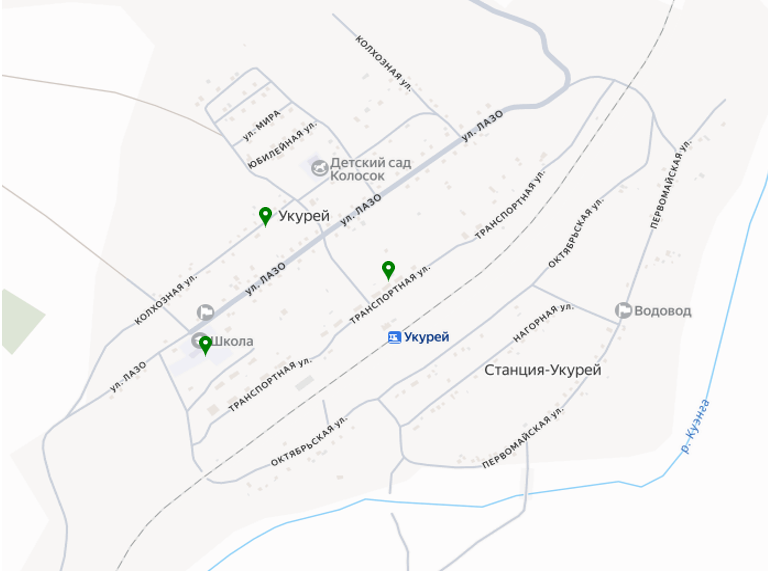 КОЛХОЗНАЯ ул.
ул. ЛАЗО
ул. МИРА
ЮБИЛЕЙНАЯ ул.
Детский сад
Колосок
ПЕРВОМАЙСКАЯ ул.
ТРАНСПОРТНАЯ ул.
ул. ЛАЗО
Укурей
ОКТЯБРЬСКАЯ ул.
ул. ЛАЗО
КОЛХОЗНАЯ ул.
ТРАНСПОРТНАЯ ул.
Водовод
НАГОРНАЯ ул.
Укурей
Школа
Станция-Укурей
ул. ЛАЗО
ТРАНСПОРТНАЯ ул.
ОКТЯБРЬСКАЯ ул.
ПЕРВОМАЙСКАЯ ул.
р. Куэнга